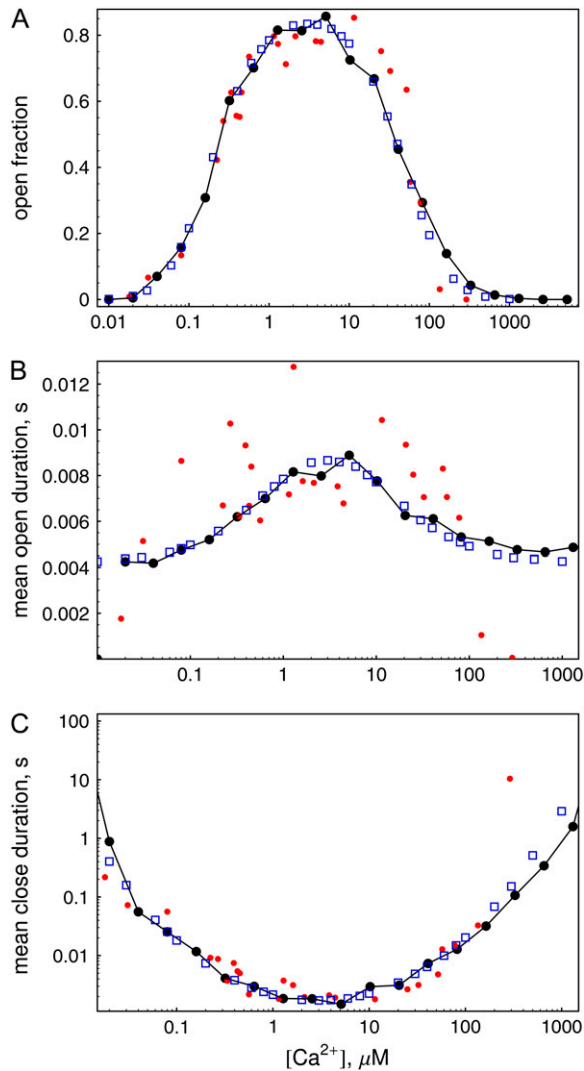 A
open fraction
0.8
0.6
0.4
0.2
0
0.01 0.1 1 10 100 1000
B
mean open duration, s
0.012
0.01
0.008
0.006
0.004
0.002
0.1 1 10 100 1000
C
mean close duration, s
100
10
1
0.1
0.01
0.1 1 10 100 1000
[Ca²⁺], μM